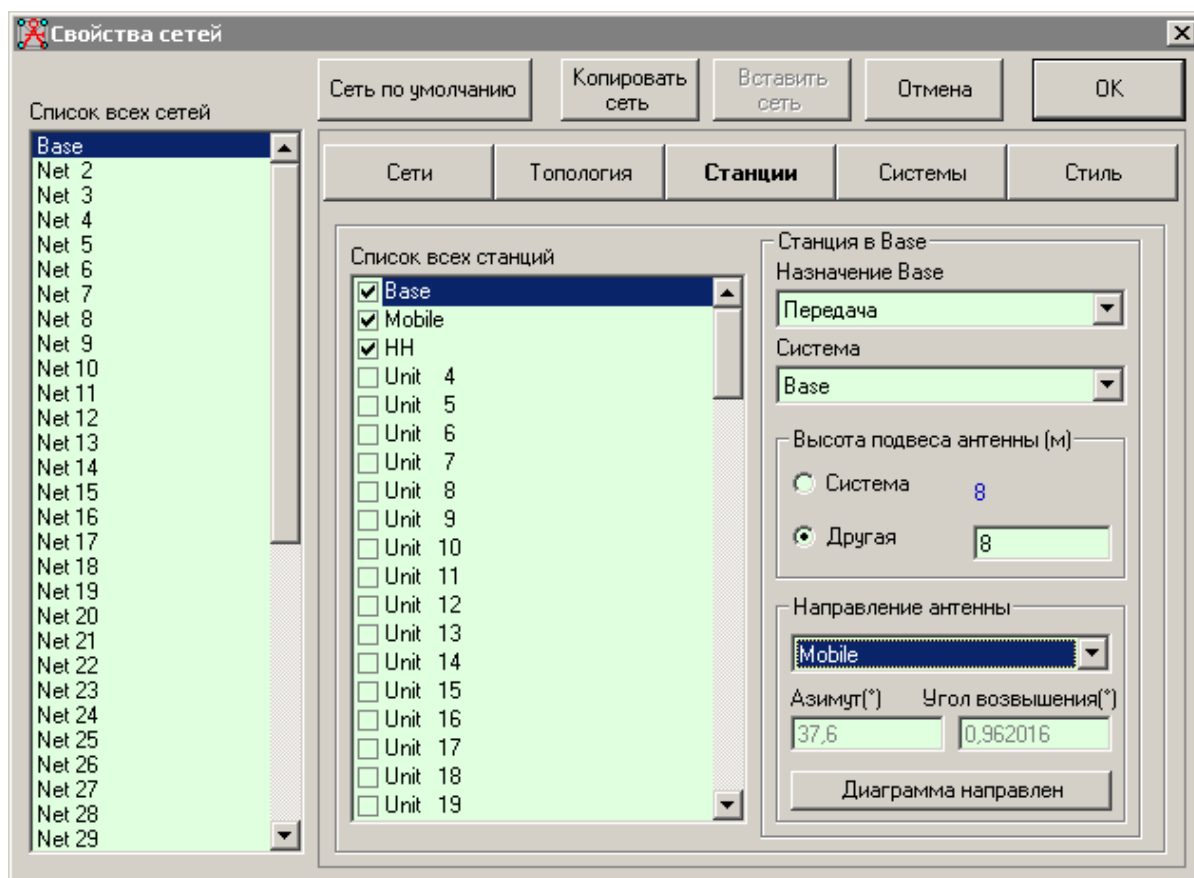 Свойства сетей
Сеть по умолчанию
Копировать
сеть
Вставить
сеть
Отмена
OK
Список всех сетей
Base
Net 2
Net 3
Net 4
Net 5
Net 6
Net 7
Net 8
Net 9
Net 10
Net 11
Net 12
Net 13
Net 14
Net 15
Net 16
Net 17
Net 18
Net 19
Net 20
Net 21
Net 22
Net 23
Net 24
Net 25
Net 26
Net 27
Net 28
Net 29
Сети
Топология
Станции
Системы
Стиль
Список всех станций
Base
Mobile
HH
Unit 4
Unit 5
Unit 6
Unit 7
Unit 8
Unit 9
Unit 10
Unit 11
Unit 12
Unit 13
Unit 14
Unit 15
Unit 16
Unit 17
Unit 18
Unit 19
Станция в Base
Назначение Base
Передача
Система
Base
Высота подвеса антенны (м)
Система 8
Другая 8
Направление антенны
Mobile
Азимут(°) Угол возвышения(°)
37,6 0,962016
Диаграмма направлен